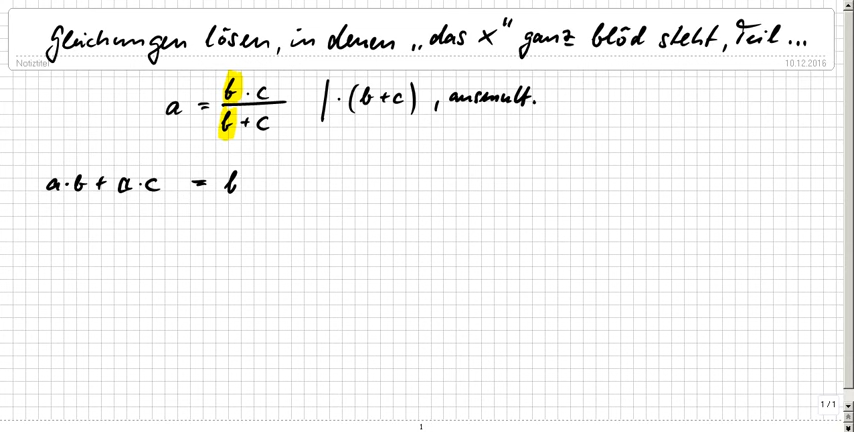 Gleichungen lösen, in denen „das x" ganz blöd steht, Teil...
Notiztitel 10.12.2016
a = b · c / b + c | · (b+c) , ausmult.
a·b + a·c = b
1 / 1
1